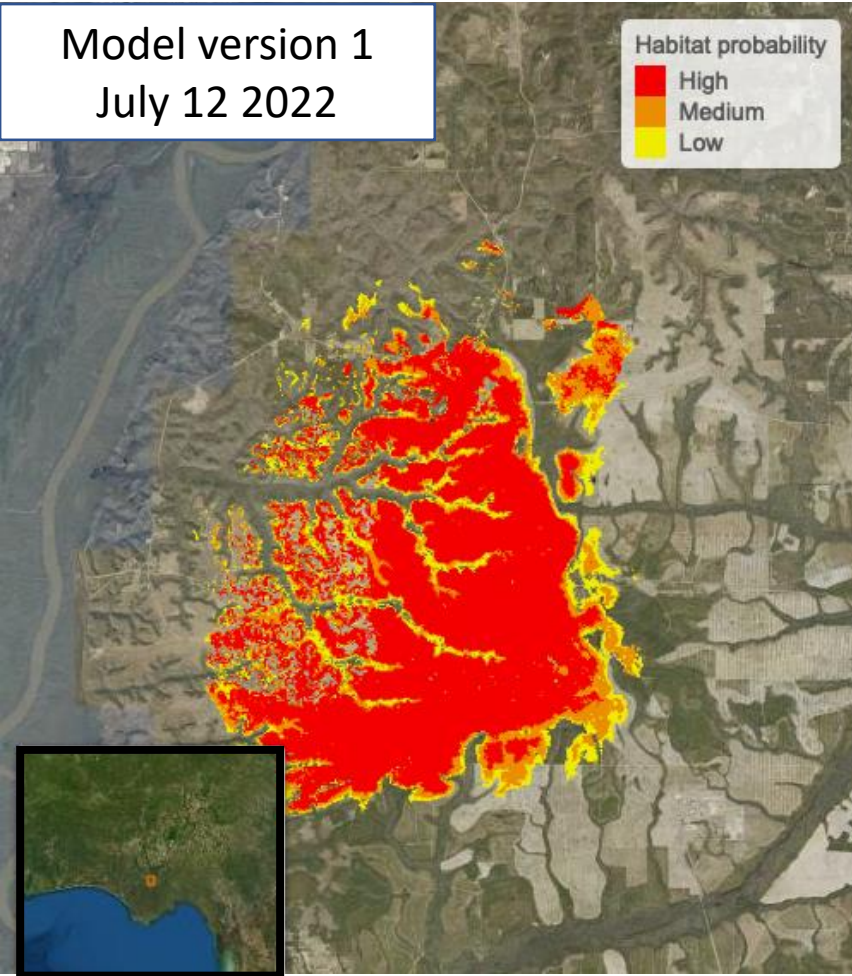 Model version 1
July 12 2022
Habitat probability
High
Medium
Low